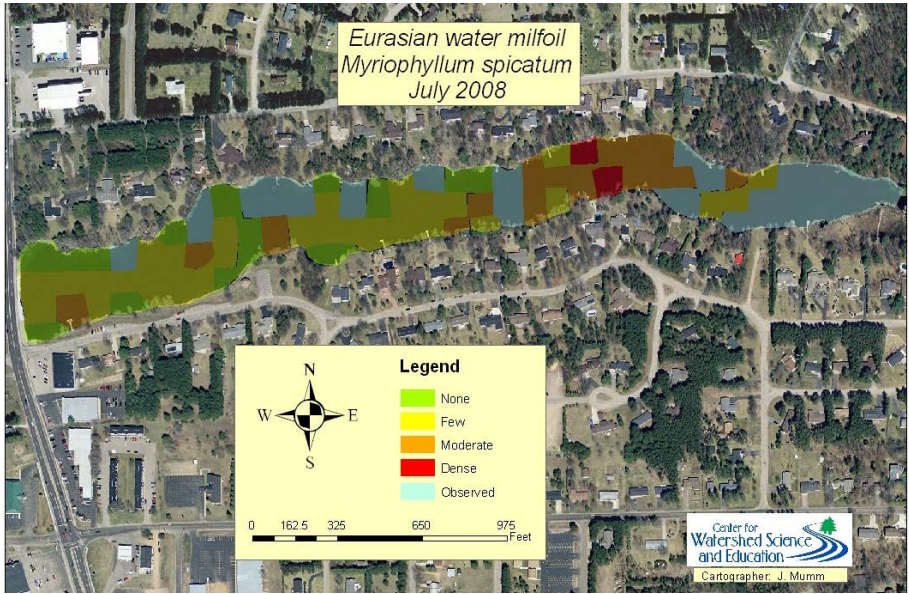 Eurasian water milfoil
Myriophyllum spicatum
July 2008
N
W E
S
Legend
None
Few
Moderate
Dense
Observed
0 162.5 325 650 975
Feet
Center for
Watershed Science
and Education
Cartographer: J. Mumm